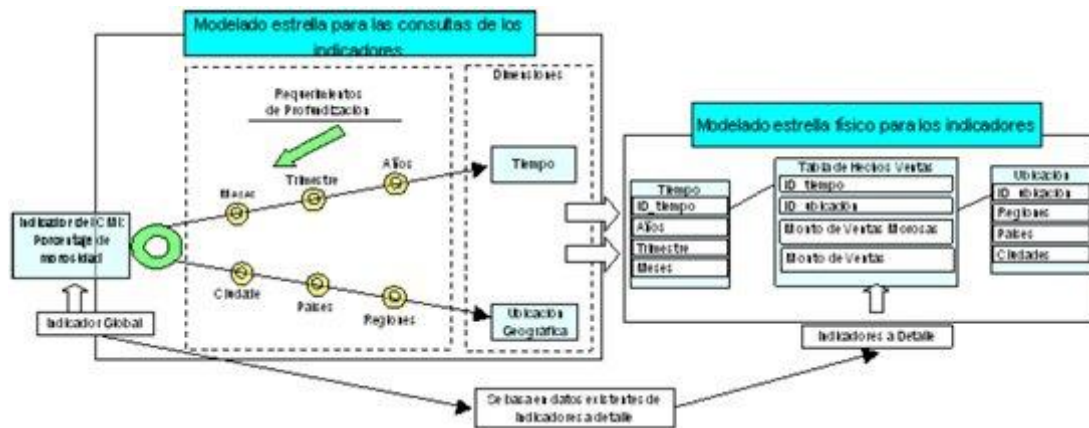 Modelado estrella para las consultas de los
indicadores
Dimensiones
Requerimientos
de Profundización
Años
Trimestre
Meses
Tiempo
Indicador del CMI:
Porcentaje de
morosidad
Ciudade
Países
Regiones
Ubicación
Geográfica
Indicador Global
Se basa en datos existentes de
Indicadores a detalle
Modelado estrella físico para los indicadores
Tiempo
ID_tiempo
Años
Trimestre
Meses
Tabla de Hechos Ventas
ID_tiempo
ID_ubicación
Monto de Ventas Morosas
Monto de Ventas
Ubicación
ID_ubicación
Regiones
Países
Ciudades
Indicadores a Detalle